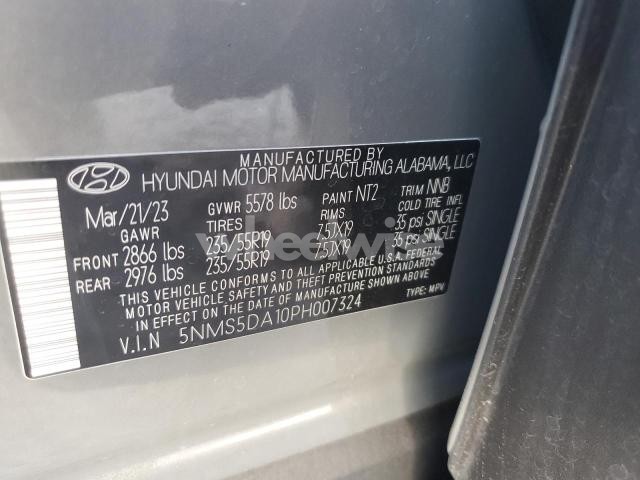 MANUFACTURED BY
HYUNDAI MOTOR MANUFACTURING ALABAMA, LLC
Mar/21/23 GVWR 5578 lbs PAINT NT2 TRIM NNB
GAWR TIRES RIMS COLD TIRE INFL
FRONT 2866 lbs 235/55R19 7.5JX19 35 psi SINGLE
REAR 2976 lbs 235/55R19 7.5JX19 35 psi SINGLE
THIS VEHICLE CONFORMS TO ALL APPLICABLE U.S.A. FEDERAL
MOTOR VEHICLE SAFETY AND THEFT PREVENTION STANDARDS
IN EFFECT ON THE DATE OF MANUFACTURE SHOWN ABOVE.
V.I.N 5NMS5DA10PH007324 TYPE: MPV